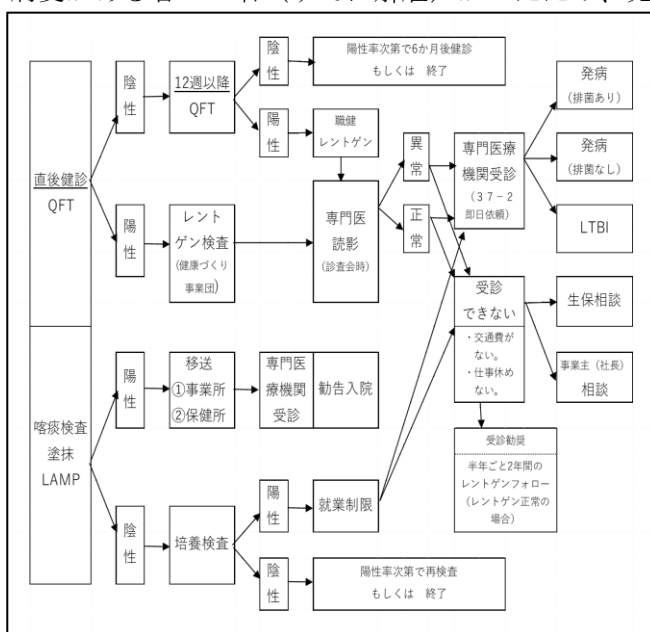 陰性
12週以降
QFT
陰性
陽性率次第で6か月後健診
もしくは 終了
陽性
職健
レントゲン
直後健診
QFT
陽性
レント
ゲン検査
(健康づくり
事業団)
専門医
読影
(診査会時)
異常
正常
専門医療
機関受診
(37-2
即日依頼)
発病
(排菌あり)
発病
(排菌なし)
LTBI
受診
できない
・交通費が
ない。
・仕事休め
ない。
生保相談
事業主(社長)
相談
受診勧奨
半年ごと2年間の
レントゲンフォロー
(レントゲン正常の
場合)
喀痰検査
塗抹
LAMP
陽性
移送
①事業所
②保健所
専門医
療機関
受診
勧告入院
陰性
培養検査
陽性
就業制限
陰性
陽性率次第で再検査
もしくは 終了